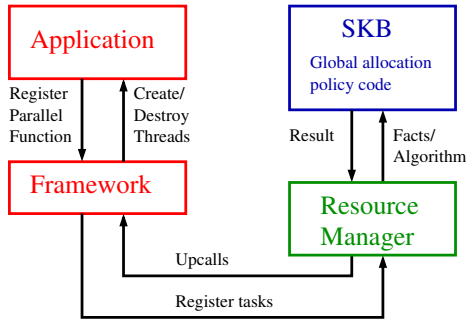 Application
SKB
Global allocation
policy code
Register
Parallel
Function
Create/
Destroy
Threads
Result
Facts/
Algorithm
Framework
Resource
Manager
Upcalls
Register tasks